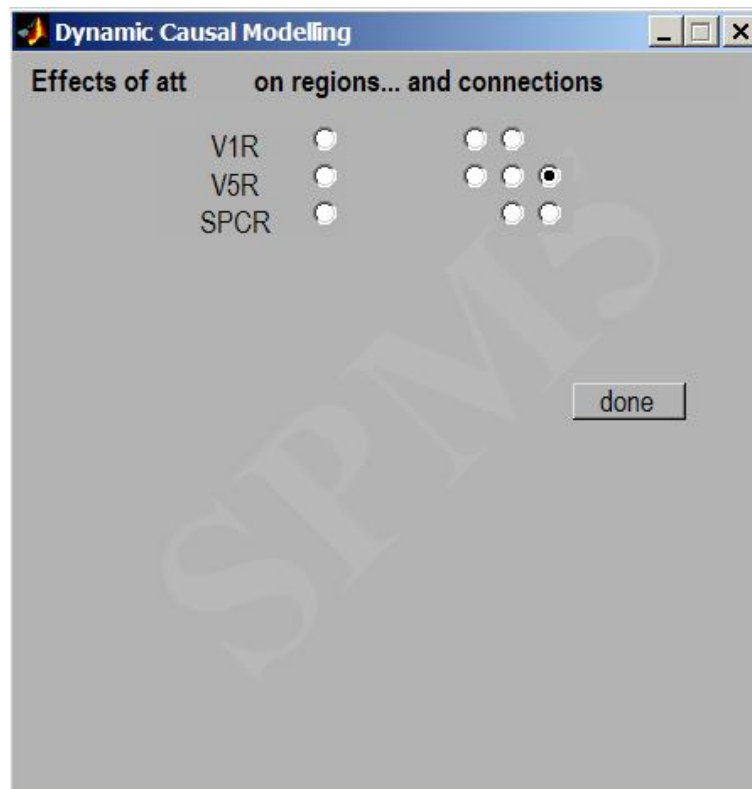 Dynamic Causal Modelling
Effects of att on regions... and connections
V1R
V5R
SPCR
done
SPM5